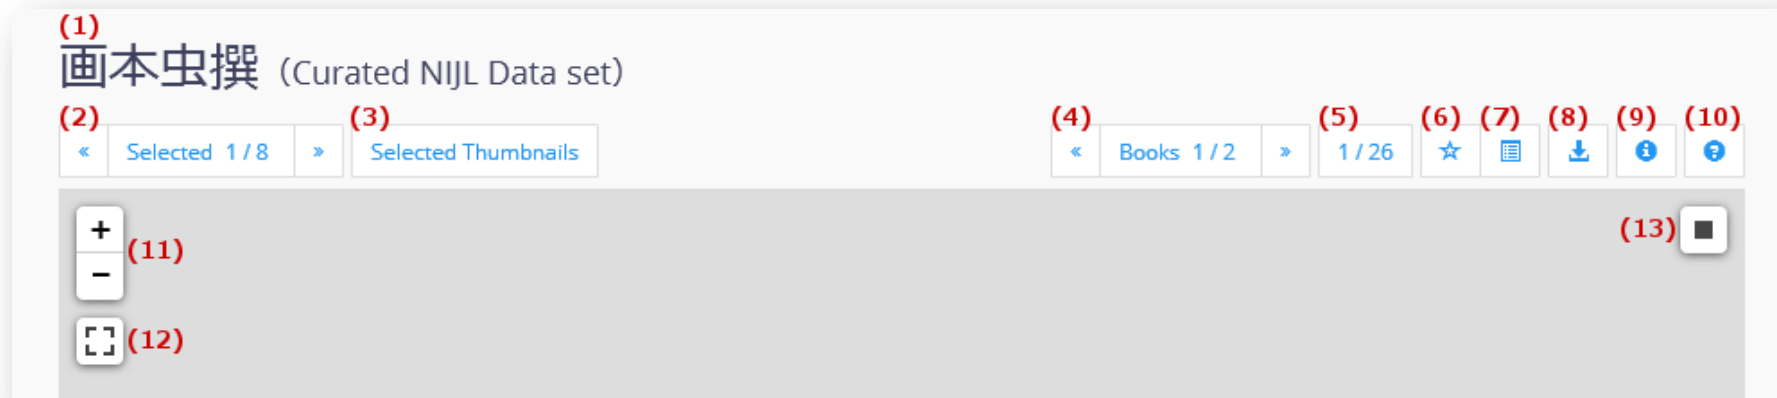 (1)
画本虫撰 (Curated NIJL Data set)
(2) (3) (4) (5) (6) (7) (8) (9) (10)
« Selected 1 / 8 » Selected Thumbnails « Books 1 / 2 » 1 / 26
+ (11) (13)
−
(12)